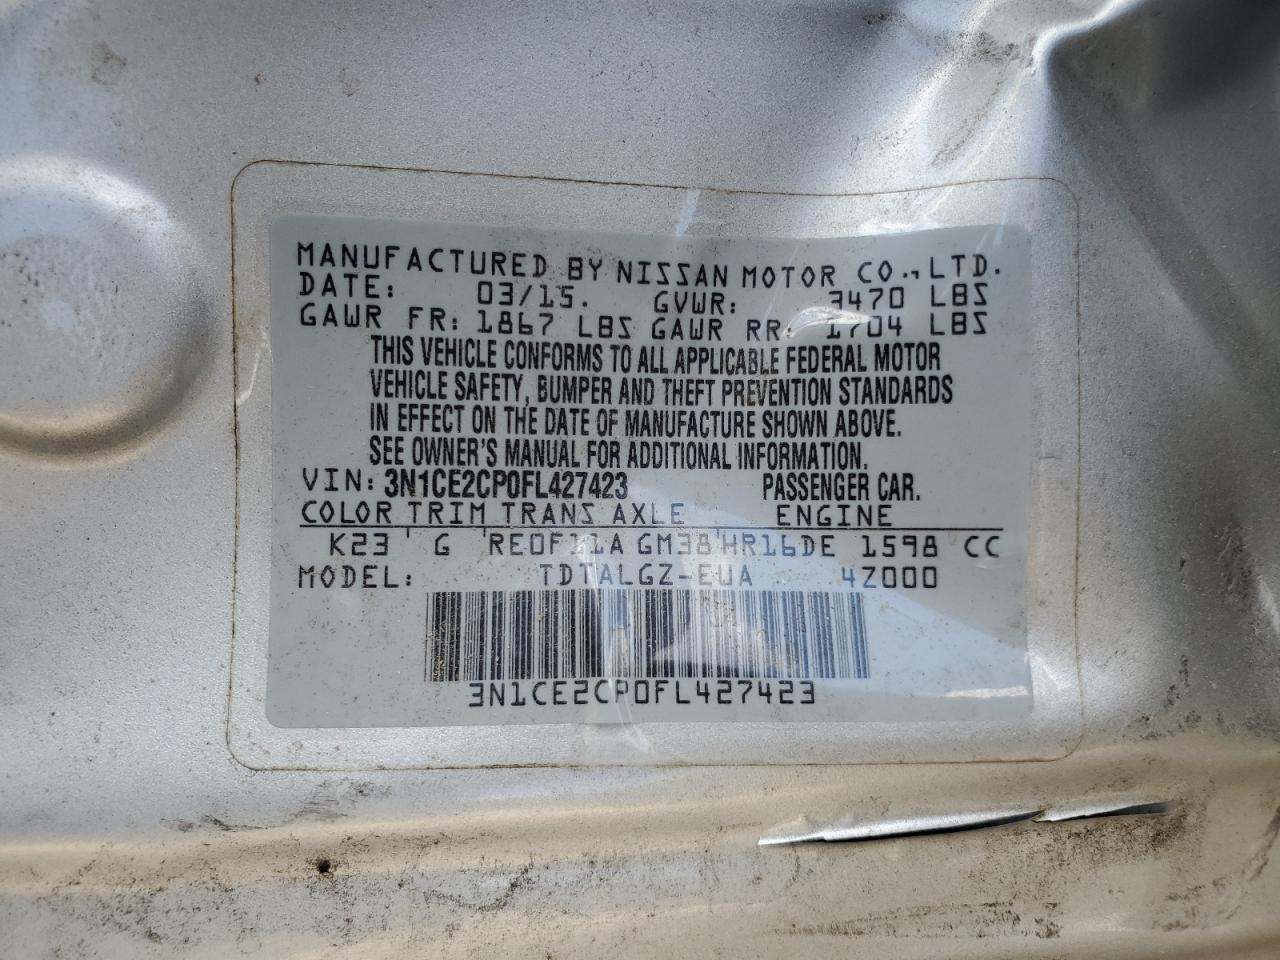 MANUFACTURED BY NISSAN MOTOR CO., LTD.
DATE: 03/15. GVWR: 3470 LBS
GAWR FR: 1867 LBS GAWR RR: 1704 LBS
THIS VEHICLE CONFORMS TO ALL APPLICABLE FEDERAL MOTOR
VEHICLE SAFETY, BUMPER AND THEFT PREVENTION STANDARDS
IN EFFECT ON THE DATE OF MANUFACTURE SHOWN ABOVE.
SEE OWNER'S MANUAL FOR ADDITIONAL INFORMATION.
VIN: 3N1CE2CP0FL427423 PASSENGER CAR.
COLOR TRIM TRANS AXLE ENGINE
K23 ' G ' RE0F11A GM38 ' HR16DE 1598 CC
MODEL: TDTALGZ-EUA 4Z000
3N1CE2CP0FL427423